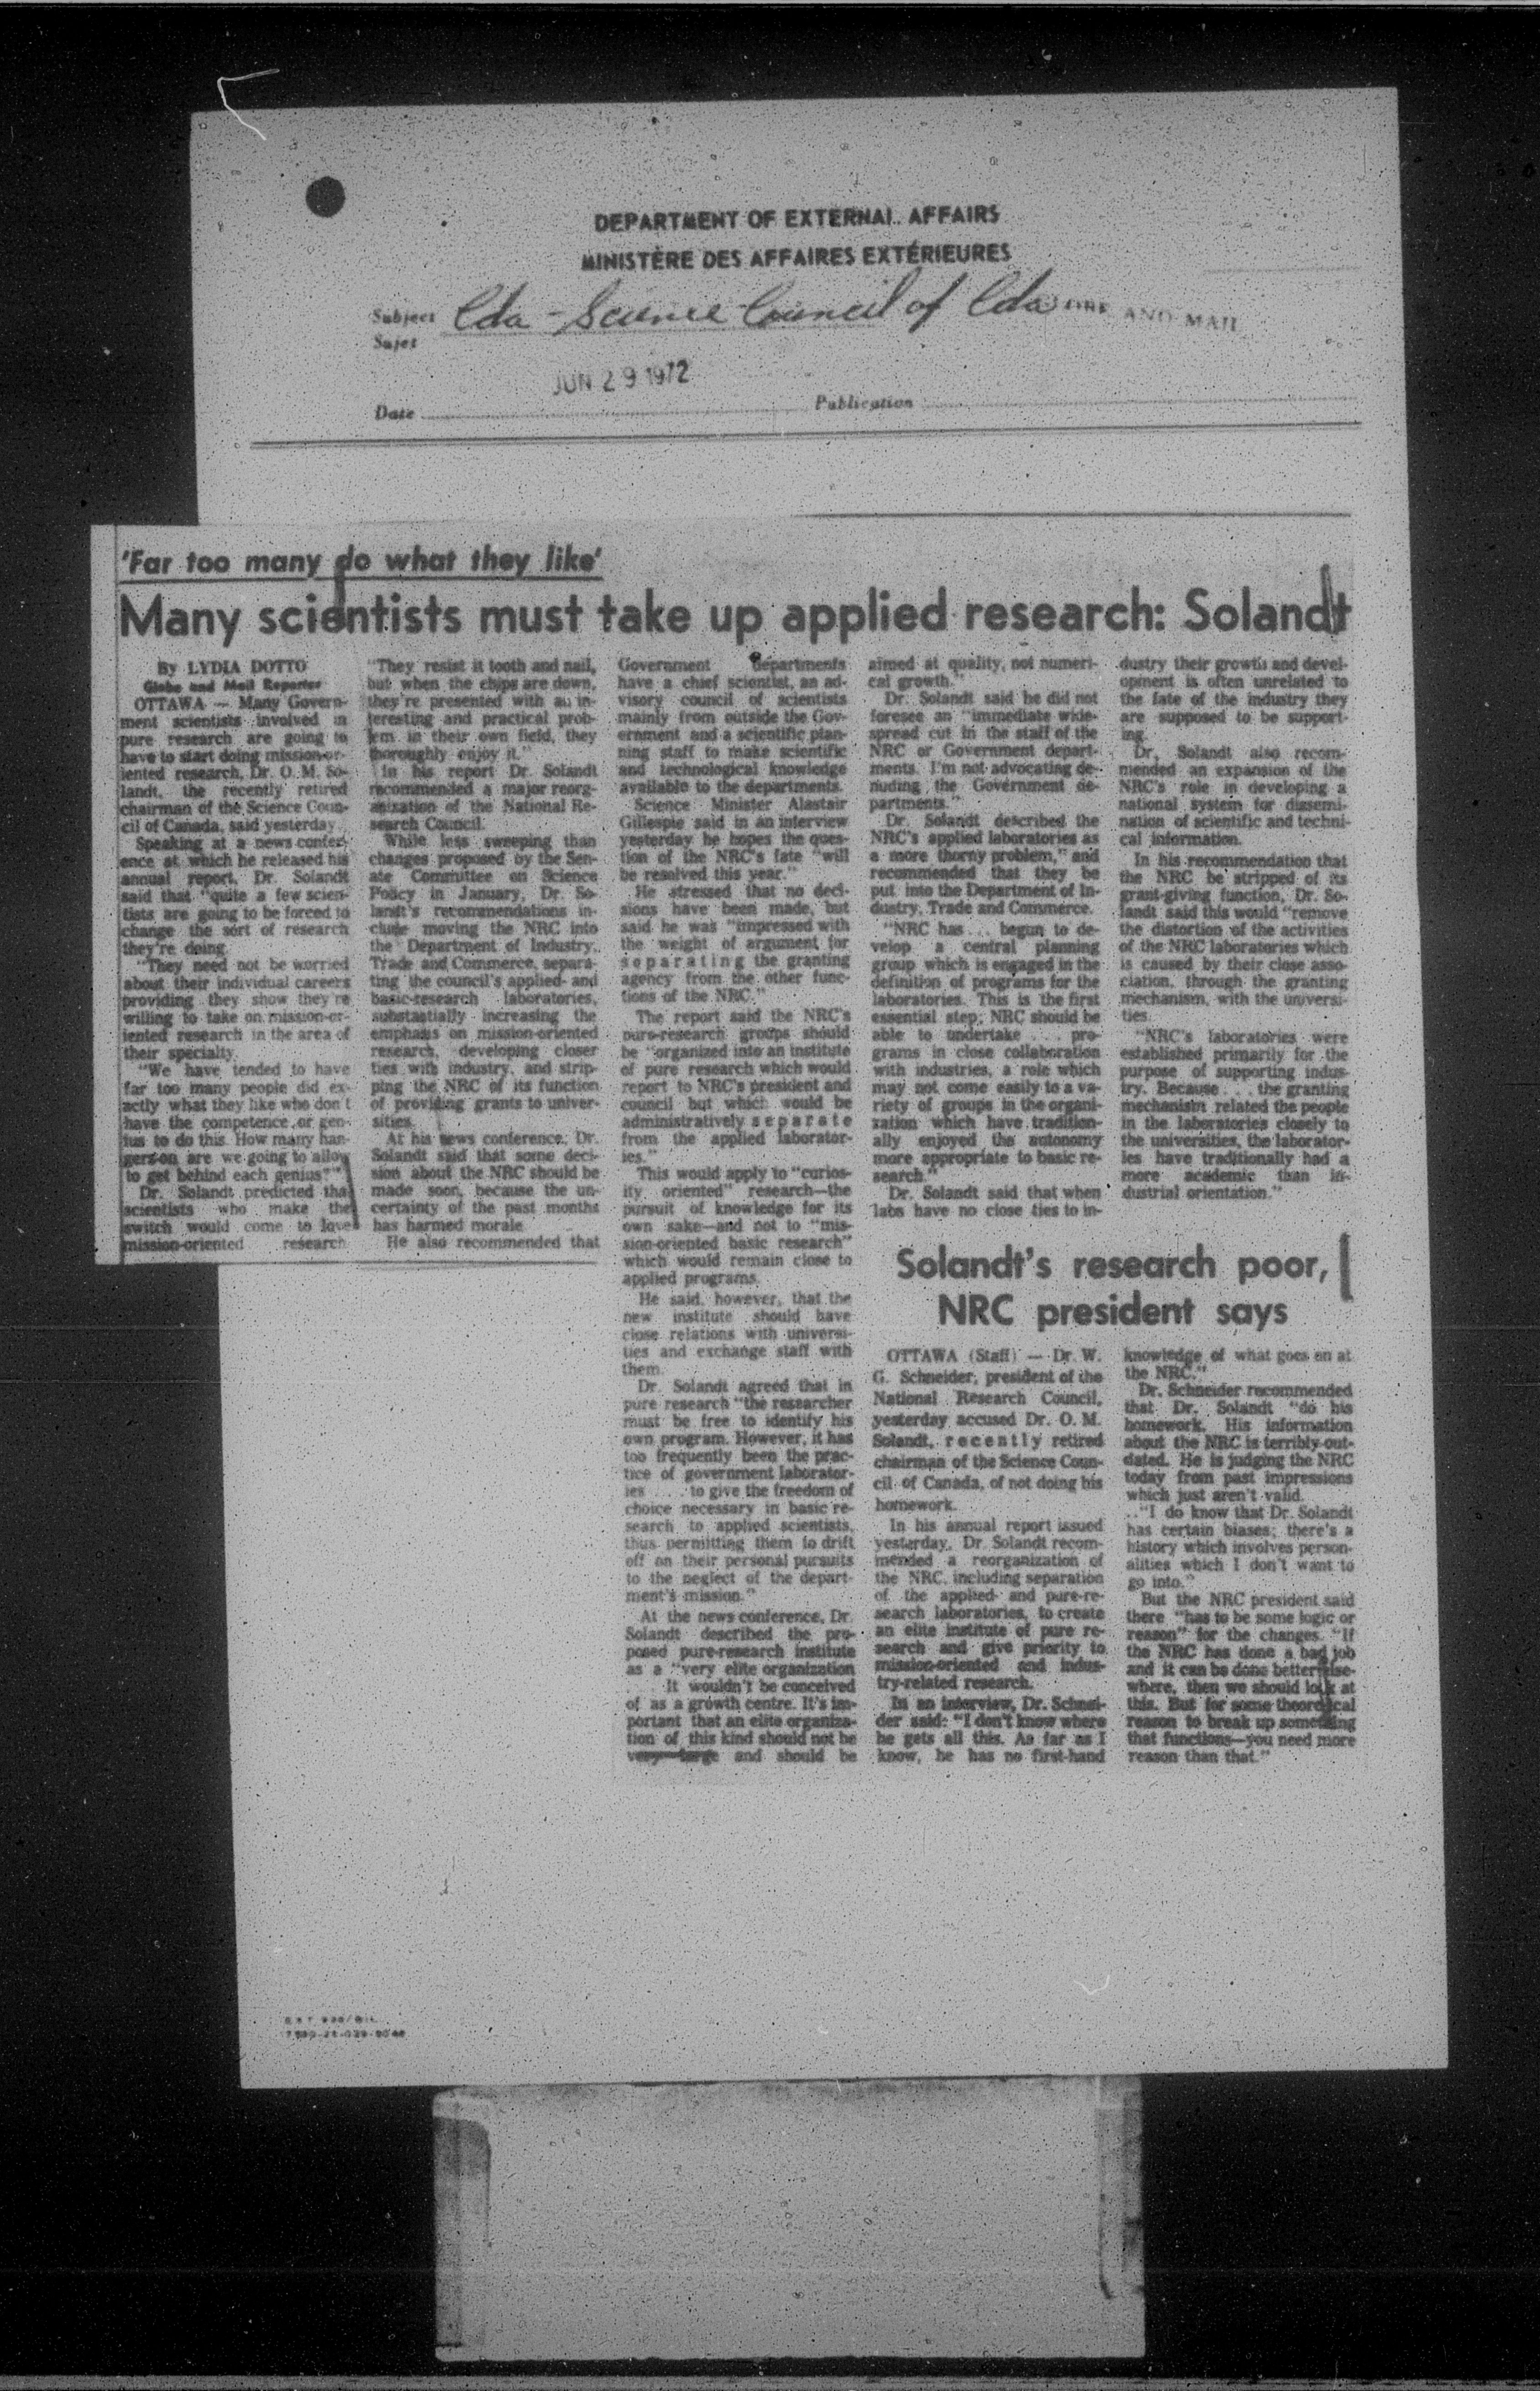 DEPARTMENT OF EXTERNAL AFFAIRS
MINISTÈRE DES AFFAIRES EXTÉRIEURES
Subject Cda - Science Council of Cda
AND MAIL
Sujet
JUN 29 1972
Date
Publication
'Far too many do what they like'
Many scientists must take up applied research: Solandt
By LYDIA DOTTO
Globe and Mail Reporter
OTTAWA — Many Govern-
ment scientists involved in
pure research are going to
have to start doing mission-or-
iented research, Dr. O. M. So-
landt, the recently retired
chairman of the Science Coun-
cil of Canada, said yesterday.
Speaking at a news confer-
ence at which he released his
annual report, Dr. Solandt
said that "quite a few scien-
tists are going to be forced to
change the sort of research
they're doing.
"They need not be worried
about their individual careers
providing they show they're
willing to take on mission-or-
iented research in the area of
their specialty.
"We have tended to have
far too many people did ex-
actly what they like who don't
have the competence or gen-
ius to do this. How many han-
gers-on are we going to allow
to get behind each genius?"
Dr. Solandt predicted that
scientists who make the
switch would come to love
mission-oriented research.
"They resist it tooth and nail,
but when the chips are down,
they're presented with an in-
teresting and practical prob-
lem in their own field, they
thoroughly enjoy it."
In his report Dr. Solandt
recommended a major reorg-
anization of the National Re-
search Council.
While less sweeping than
changes proposed by the Sen-
ate Committee on Science
Policy in January, Dr. So-
landt's recommendations in-
clude moving the NRC into
the Department of Industry,
Trade and Commerce, separa-
ting the council's applied- and
basic-research laboratories,
substantially increasing the
emphasis on mission-oriented
research, developing closer
ties with industry, and strip-
ping the NRC of its function
of providing grants to univer-
sities.
At his news conference, Dr.
Solandt said that some deci-
sion about the NRC should be
made soon, because the un-
certainty of the past months
has harmed morale.
He also recommended that
Government departments
have a chief scientist, an ad-
visory council of scientists
mainly from outside the Gov-
ernment and a scientific plan-
ning staff to make scientific
and technological knowledge
available to the departments.
Science Minister Alastair
Gillespie said in an interview
yesterday he hopes the ques-
tion of the NRC's fate "will
be resolved this year."
He stressed that no deci-
sions have been made, but
said he was "impressed with
the weight of argument for
separating the granting
agency from the other func-
tions of the NRC."
The report said the NRC's
pure-research groups should
be "organized into an institute
of pure research which would
report to NRC's president and
council but which would be
administratively separate
from the applied laborator-
ies."
This would apply to "curios-
ity oriented" research—the
pursuit of knowledge for its
own sake—and not to "mis-
sion-oriented basic research"
which would remain close to
applied programs.
He said, however, that the
new institute should have
close relations with universi-
ties and exchange staff with
them.
Dr. Solandt agreed that in
pure research "the researcher
must be free to identify his
own program. However, it has
too frequently been the prac-
tice of government laborator-
ies . . . to give the freedom of
choice necessary in basic re-
search to applied scientists,
thus permitting them to drift
off on their personal pursuits
to the neglect of the depart-
ment's mission."
At the news conference, Dr.
Solandt described the pro-
posed pure-research institute
as a "very elite organization
. . . It wouldn't be conceived
of as a growth centre. It's im-
portant that an elite organiza-
tion of this kind should not be
very large and should be
aimed at quality, not numeri-
cal growth."
Dr. Solandt said he did not
foresee an "immediate wide-
spread cut in the staff of the
NRC or Government depart-
ments. I'm not advocating de-
nuding the Government de-
partments."
Dr. Solandt described the
NRC's applied laboratories as
a more thorny problem," and
recommended that they be
put into the Department of In-
dustry, Trade and Commerce.
"NRC has . . . begun to de-
velop a central planning
group which is engaged in the
definition of programs for the
laboratories. This is the first
essential step; NRC should be
able to undertake . . . pro-
grams in close collaboration
with industries, a role which
may not come easily to a va-
riety of groups in the organi-
zation which have tradition-
ally enjoyed the autonomy
more appropriate to basic re-
search."
Dr. Solandt said that when
labs have no close ties to in-
dustry their growth and devel-
opment is often unrelated to
the fate of the industry they
are supposed to be support-
ing.
Dr. Solandt also recom-
mended an expansion of the
NRC's role in developing a
national system for dissemi-
nation of scientific and techni-
cal information.
In his recommendation that
the NRC be stripped of its
grant-giving function, Dr. So-
landt said this would "remove
the distortion of the activities
of the NRC laboratories which
is caused by their close asso-
ciation, through the granting
mechanism, with the universi-
ties.
"NRC's laboratories were
established primarily for the
purpose of supporting indus-
try. Because . . . the granting
mechanism related the people
in the laboratories closely to
the universities, the laborator-
ies have traditionally had a
more academic than in-
dustrial orientation."
Solandt's research poor,
NRC president says
OTTAWA (Staff) — Dr. W.
G. Schneider, president of the
National Research Council,
yesterday accused Dr. O. M.
Solandt, recently retired
chairman of the Science Coun-
cil of Canada, of not doing his
homework.
In his annual report issued
yesterday, Dr. Solandt recom-
mended a reorganization of
the NRC, including separation
of the applied- and pure-re-
search laboratories, to create
an elite institute of pure re-
search and give priority to
mission-oriented and indus-
try-related research.
In an interview, Dr. Schnei-
der said: "I don't know where
he gets all this. As far as I
know, he has no first-hand
knowledge of what goes on at
the NRC."
Dr. Schneider recommended
that Dr. Solandt "do his
homework. His information
about the NRC is terribly out-
dated. He is judging the NRC
today from past impressions
which just aren't valid.
"I do know that Dr. Solandt
has certain biases; there's a
history which involves person-
alities which I don't want to
go into."
But the NRC president said
there "has to be some logic or
reason" for the changes. "If
the NRC has done a bad job
and it can be done better else-
where, then we should look at
this. But for some theoretical
reason to break up something
that functions—you need more
reason than that."